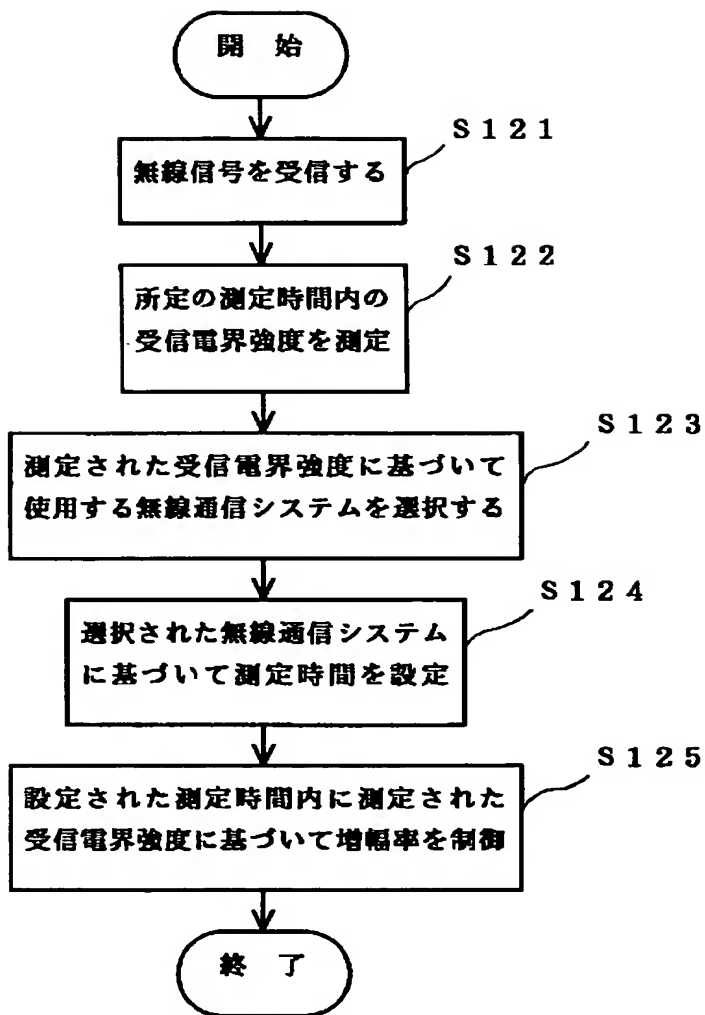 開 始
S121
無線信号を受信する
S122
所定の測定時間内の
受信電界強度を測定
S123
測定された受信電界強度に基づいて
使用する無線通信システムを選択する
S124
選択された無線通信システム
に基づいて測定時間を設定
S125
設定された測定時間内に測定された
受信電界強度に基づいて増幅率を制御
終 了